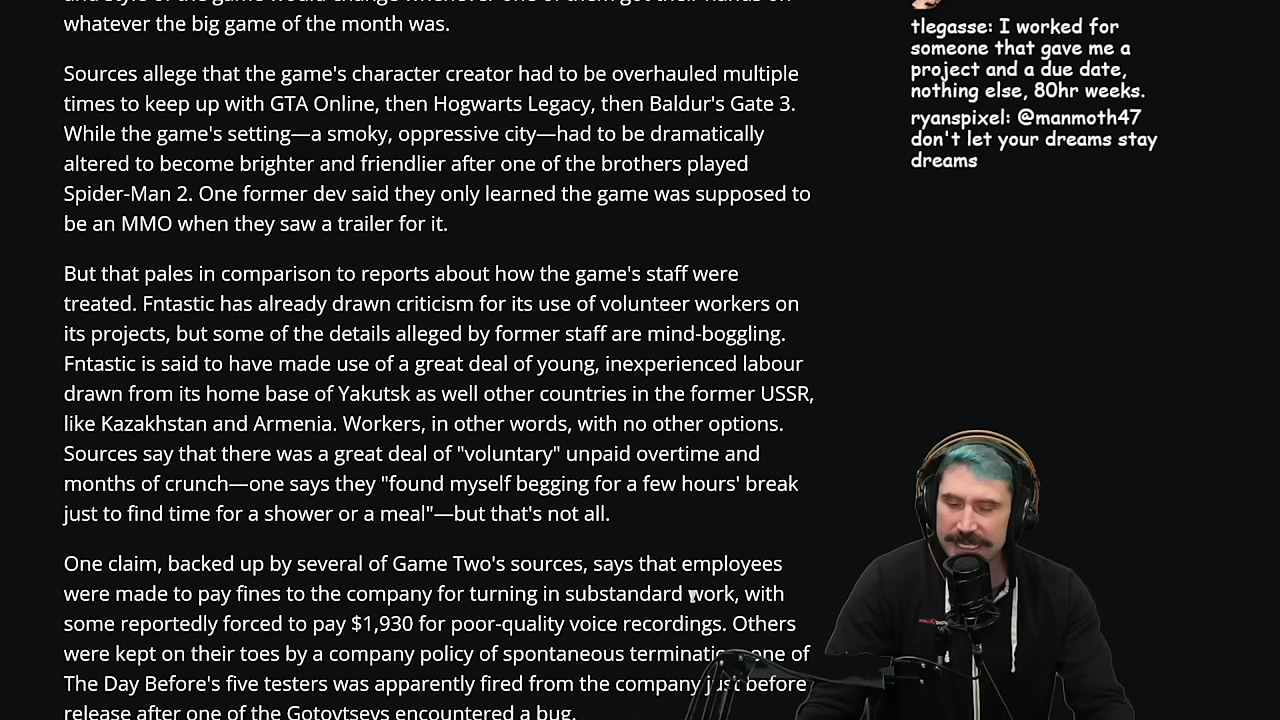 whatever the big game of the month was.
Sources allege that the game's character creator had to be overhauled multiple
times to keep up with GTA Online, then Hogwarts Legacy, then Baldur's Gate 3.
While the game's setting—a smoky, oppressive city—had to be dramatically
altered to become brighter and friendlier after one of the brothers played
Spider-Man 2. One former dev said they only learned the game was supposed to
be an MMO when they saw a trailer for it.
But that pales in comparison to reports about how the game's staff were
treated. Fntastic has already drawn criticism for its use of volunteer workers on
its projects, but some of the details alleged by former staff are mind-boggling.
Fntastic is said to have made use of a great deal of young, inexperienced labour
drawn from its home base of Yakutsk as well other countries in the former USSR,
like Kazakhstan and Armenia. Workers, in other words, with no other options.
Sources say that there was a great deal of "voluntary" unpaid overtime and
months of crunch—one says they "found myself begging for a few hours' break
just to find time for a shower or a meal"—but that's not all.
One claim, backed up by several of Game Two's sources, says that employees
were made to pay fines to the company for turning in substandard work, with
some reportedly forced to pay $1,930 for poor-quality voice recordings. Others
were kept on their toes by a company policy of spontaneous termination—one of
The Day Before's five testers was apparently fired from the company just before
release after one of the Gotovtsevs encountered a bug.
tlegasse: I worked for
someone that gave me a
project and a due date,
nothing else, 80hr weeks.
ryanspixel: @manmoth47
don't let your dreams stay
dreams